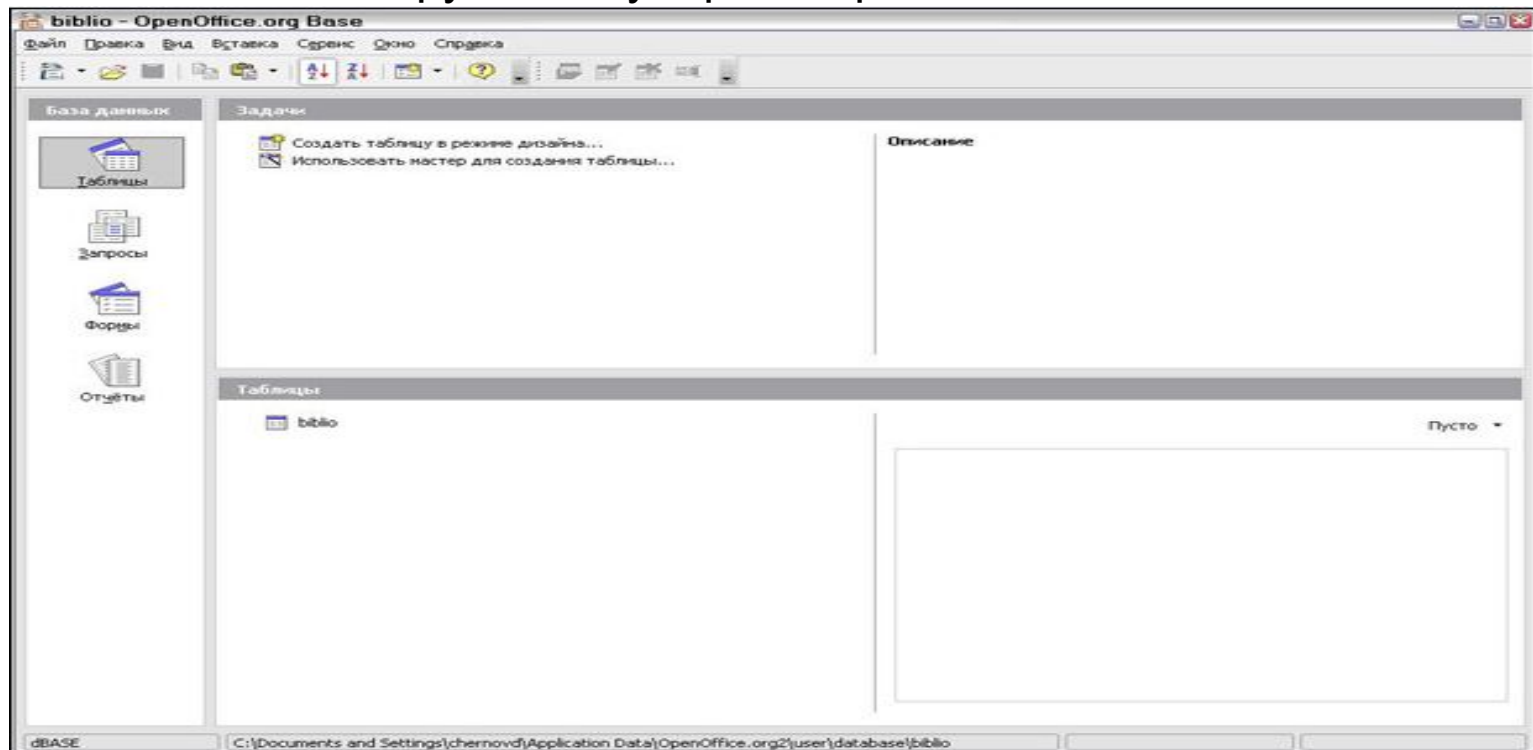 biblio - OpenOffice.org Base
Файл Правка Вид Вставка Сервис Окно Справка
База данных
Задачи
Таблицы
Запросы
Формы
Отчёты
Создать таблицу в режиме дизайна...
Использовать мастер для создания таблицы...
Описание
Таблицы
biblio
Пусто
dBASE
C:\Documents and Settings\chernovd\Application Data\OpenOffice.org2\user\database\biblio